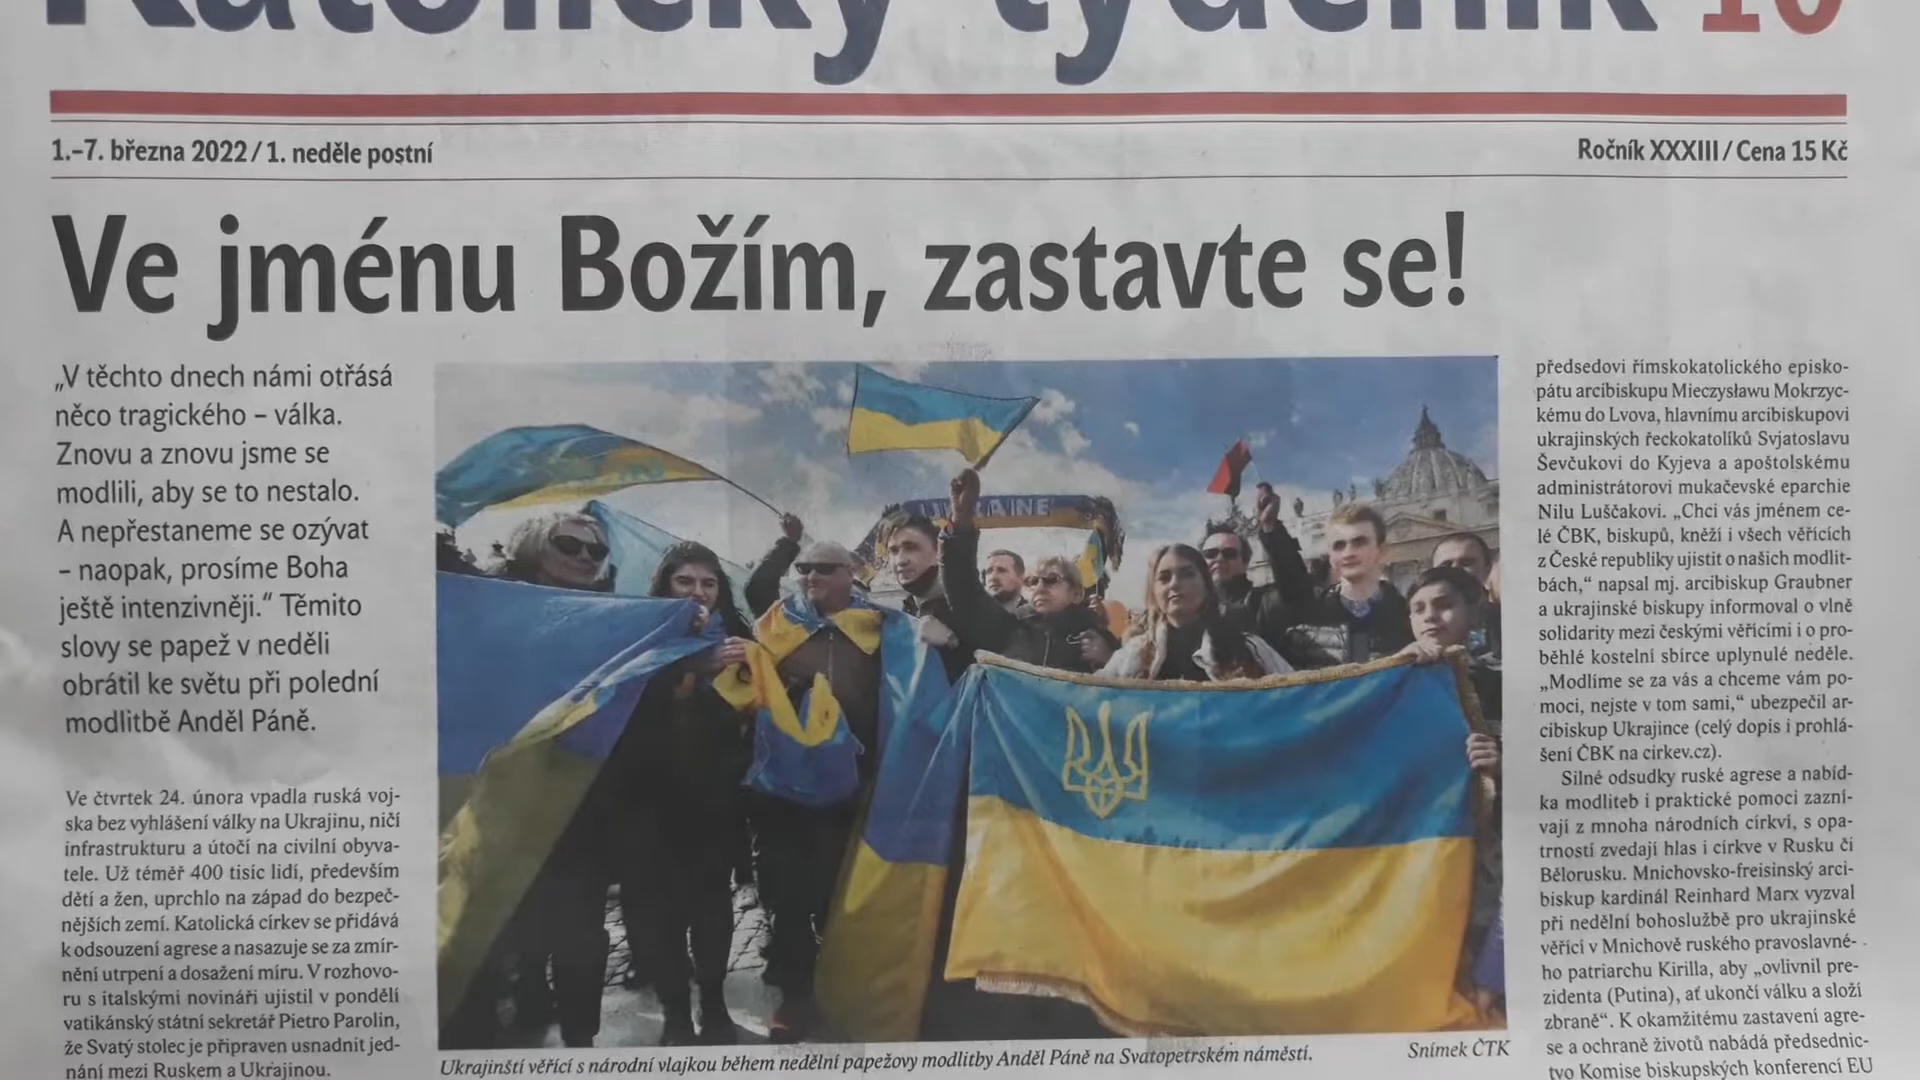 Katolický týdeník 10
1.–7. března 2022 / 1. neděle postní
Ročník XXXIII / Cena 15 Kč
Ve jménu Božím, zastavte se!
„V těchto dnech námi otřásá
něco tragického – válka.
Znovu a znovu jsme se
modlili, aby se to nestalo.
A nepřestaneme se ozývat
– naopak, prosíme Boha
ještě intenzivněji.“ Těmito
slovy se papež v neděli
obrátil ke světu při polední
modlitbě Anděl Páně.
Ve čtvrtek 24. února vpadla ruská voj-
ska bez vyhlášení války na Ukrajinu, ničí
infrastrukturu a útočí na civilní obyva-
tele. Už téměř 400 tisíc lidí, především
dětí a žen, uprchlo na západ do bezpeč-
nějších zemí. Katolická církev se přidává
k odsouzení agrese a nasazuje se za zmír-
nění utrpení a dosažení míru. V rozhovo-
ru s italskými novináři ujistil v pondělí
vatikánský státní sekretář Pietro Parolin,
že Svatý stolec je připraven usnadnit jed-
nání mezi Ruskem a Ukrajinou.
UKRAINE
Ukrajinští věřící s národní vlajkou během nedělní papežovy modlitby Anděl Páně na Svatopetrském náměstí.
Snímek ČTK
předsedovi římskokatolického episko-
pátu arcibiskupu Mieczysławu Mokrzyc-
kému do Lvova, hlavnímu arcibiskupovi
ukrajinských řeckokatolíků Svjatoslavu
Ševčukovi do Kyjeva a apoštolskému
administrátorovi mukačevské eparchie
Nilu Luščakovi. „Chci vás jménem ce-
lé ČBK, biskupů, kněží i všech věřících
z České republiky ujistit o našich modlit-
bách,“ napsal mj. arcibiskup Graubner
a ukrajinské biskupy informoval o vlně
solidarity mezi českými věřícími i o pro-
běhlé kostelní sbírce uplynulé neděle.
„Modlíme se za vás a chceme vám po-
moci, nejste v tom sami,“ ubezpečil ar-
cibiskup Ukrajince (celý dopis i prohlá-
šení ČBK na cirkev.cz).
Silné odsudky ruské agrese a nabíd-
ka modliteb i praktické pomoci zazní-
vají z mnoha národních církví, s opa-
trností zvedají hlas i církve v Rusku či
Bělorusku. Mnichovsko-freisinský arci-
biskup kardinál Reinhard Marx vyzval
při nedělní bohoslužbě pro ukrajinské
věřící v Mnichově ruského pravoslavné-
ho patriarchu Kirilla, aby „ovlivnil pre-
zidenta (Putina), ať ukončí válku a složí
zbraně“. K okamžitému zastavení agre-
se a ochraně životů nabádá předsednic-
tvo Komise biskupských konferencí EU